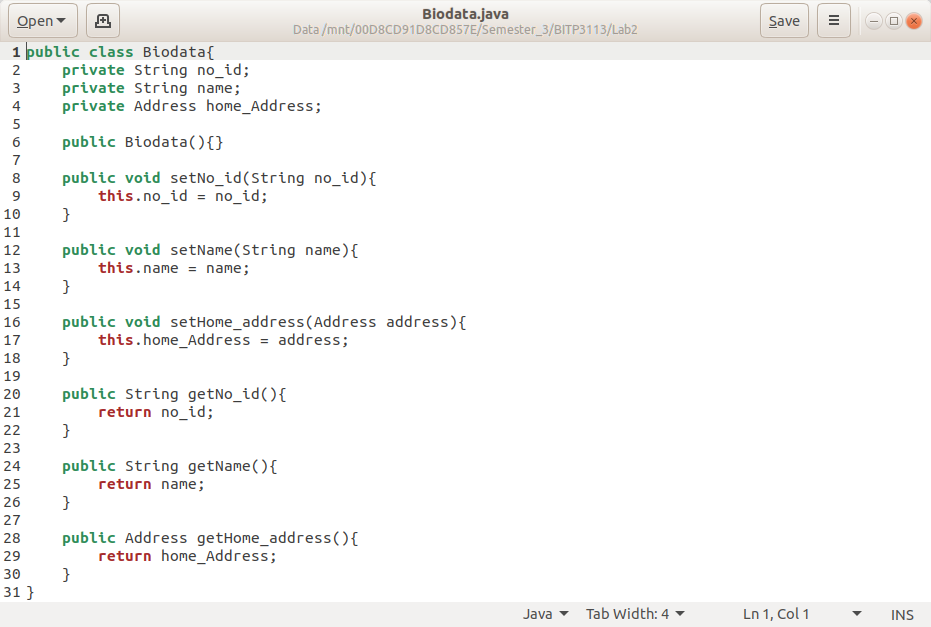 Open
Biodata.java
Data /mnt/00D8CD91D8CD857E/Semester_3/BITP3113/Lab2
Save
1 public class Biodata{
2     private String no_id;
3     private String name;
4     private Address home_Address;
5
6     public Biodata(){}
7
8     public void setNo_id(String no_id){
9         this.no_id = no_id;
10     }
11
12     public void setName(String name){
13         this.name = name;
14     }
15
16     public void setHome_address(Address address){
17         this.home_Address = address;
18     }
19
20     public String getNo_id(){
21         return no_id;
22     }
23
24     public String getName(){
25         return name;
26     }
27
28     public Address getHome_address(){
29         return home_Address;
30     }
31 }
Java Tab Width: 4 Ln 1, Col 1 INS